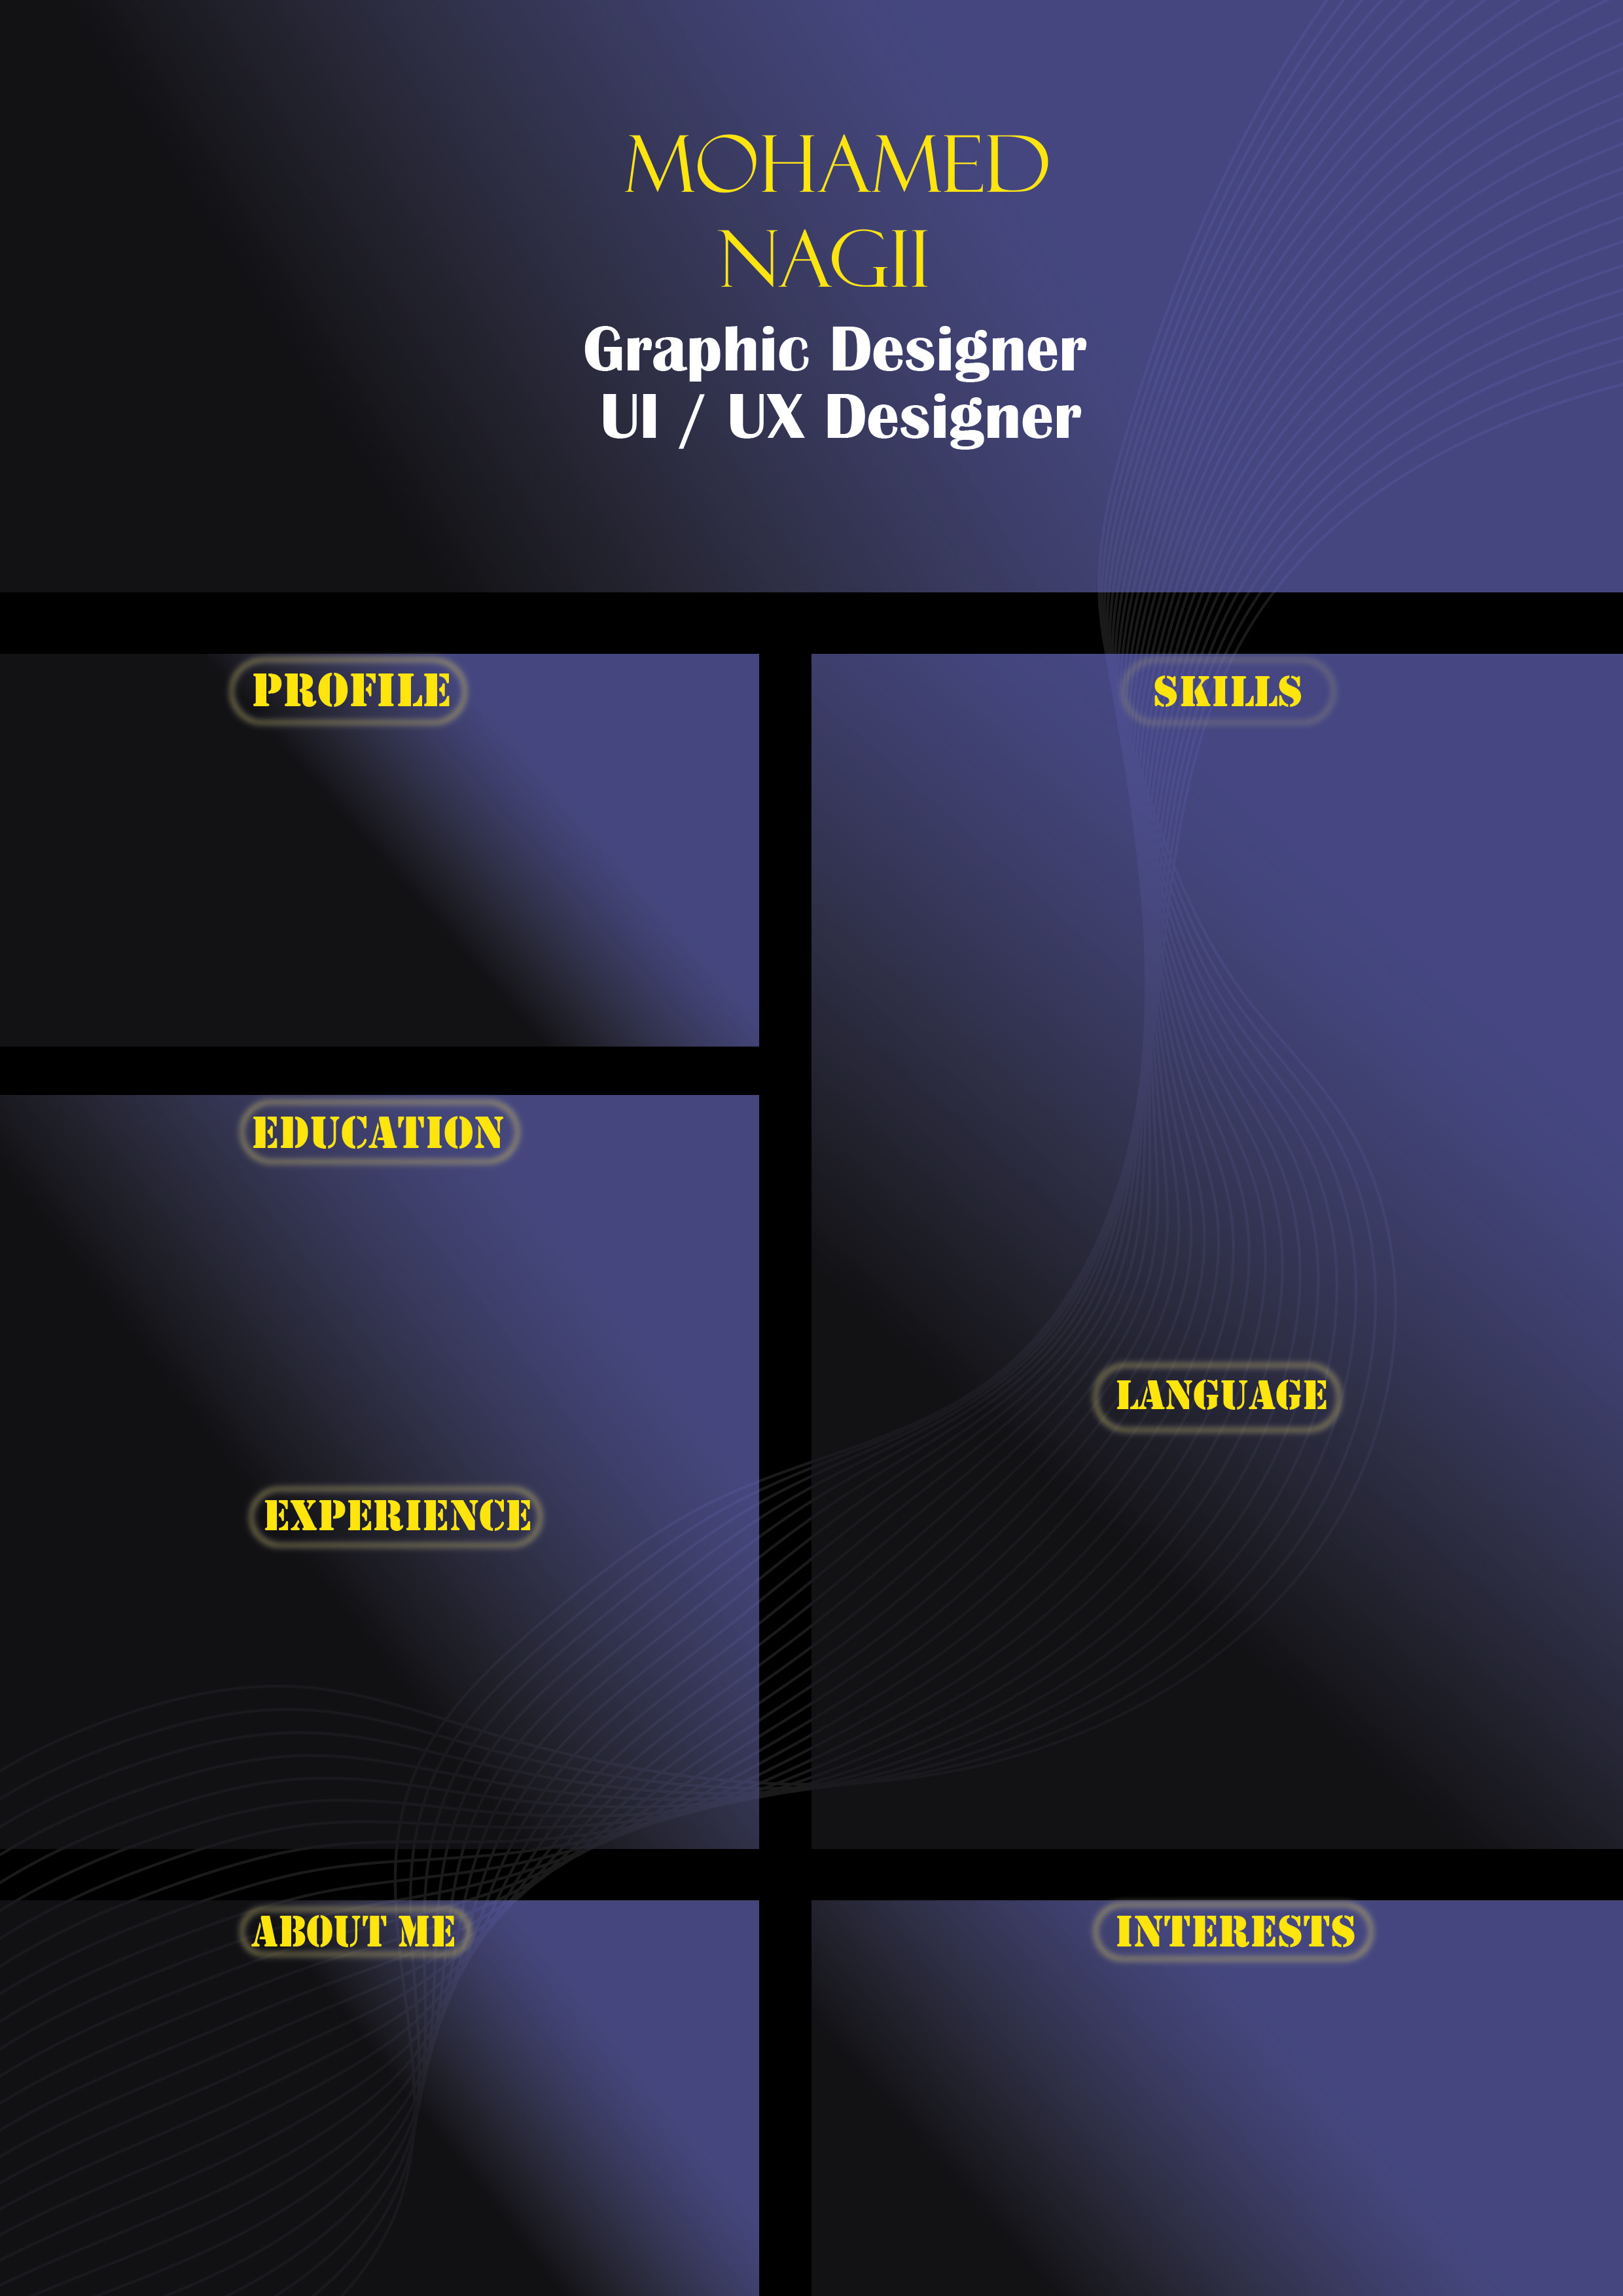 MOHAMED
NAGII
Graphic Designer
UI / UX Designer
PROFILE
SKILLS
EDUCATION
LANGUAGE
EXPERIENCE
ABOUT ME
INTERESTS